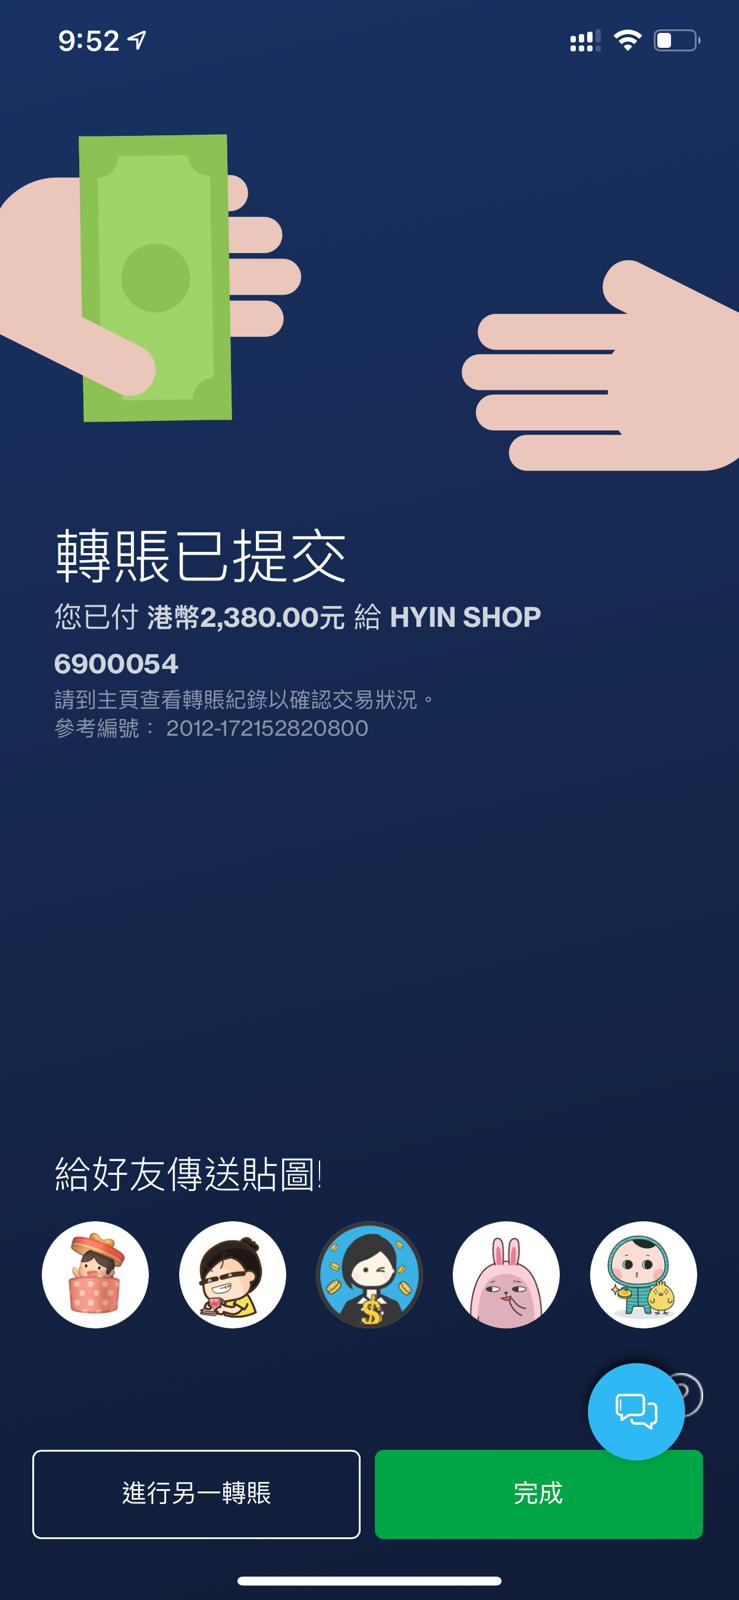 9:52
轉賬已提交
您已付 港幣2,380.00元 給 HYIN SHOP
6900054
請到主頁查看轉賬紀錄以確認交易狀況。
參考編號： 2012-172152820800
給好友傳送貼圖!
$
進行另一轉賬
完成